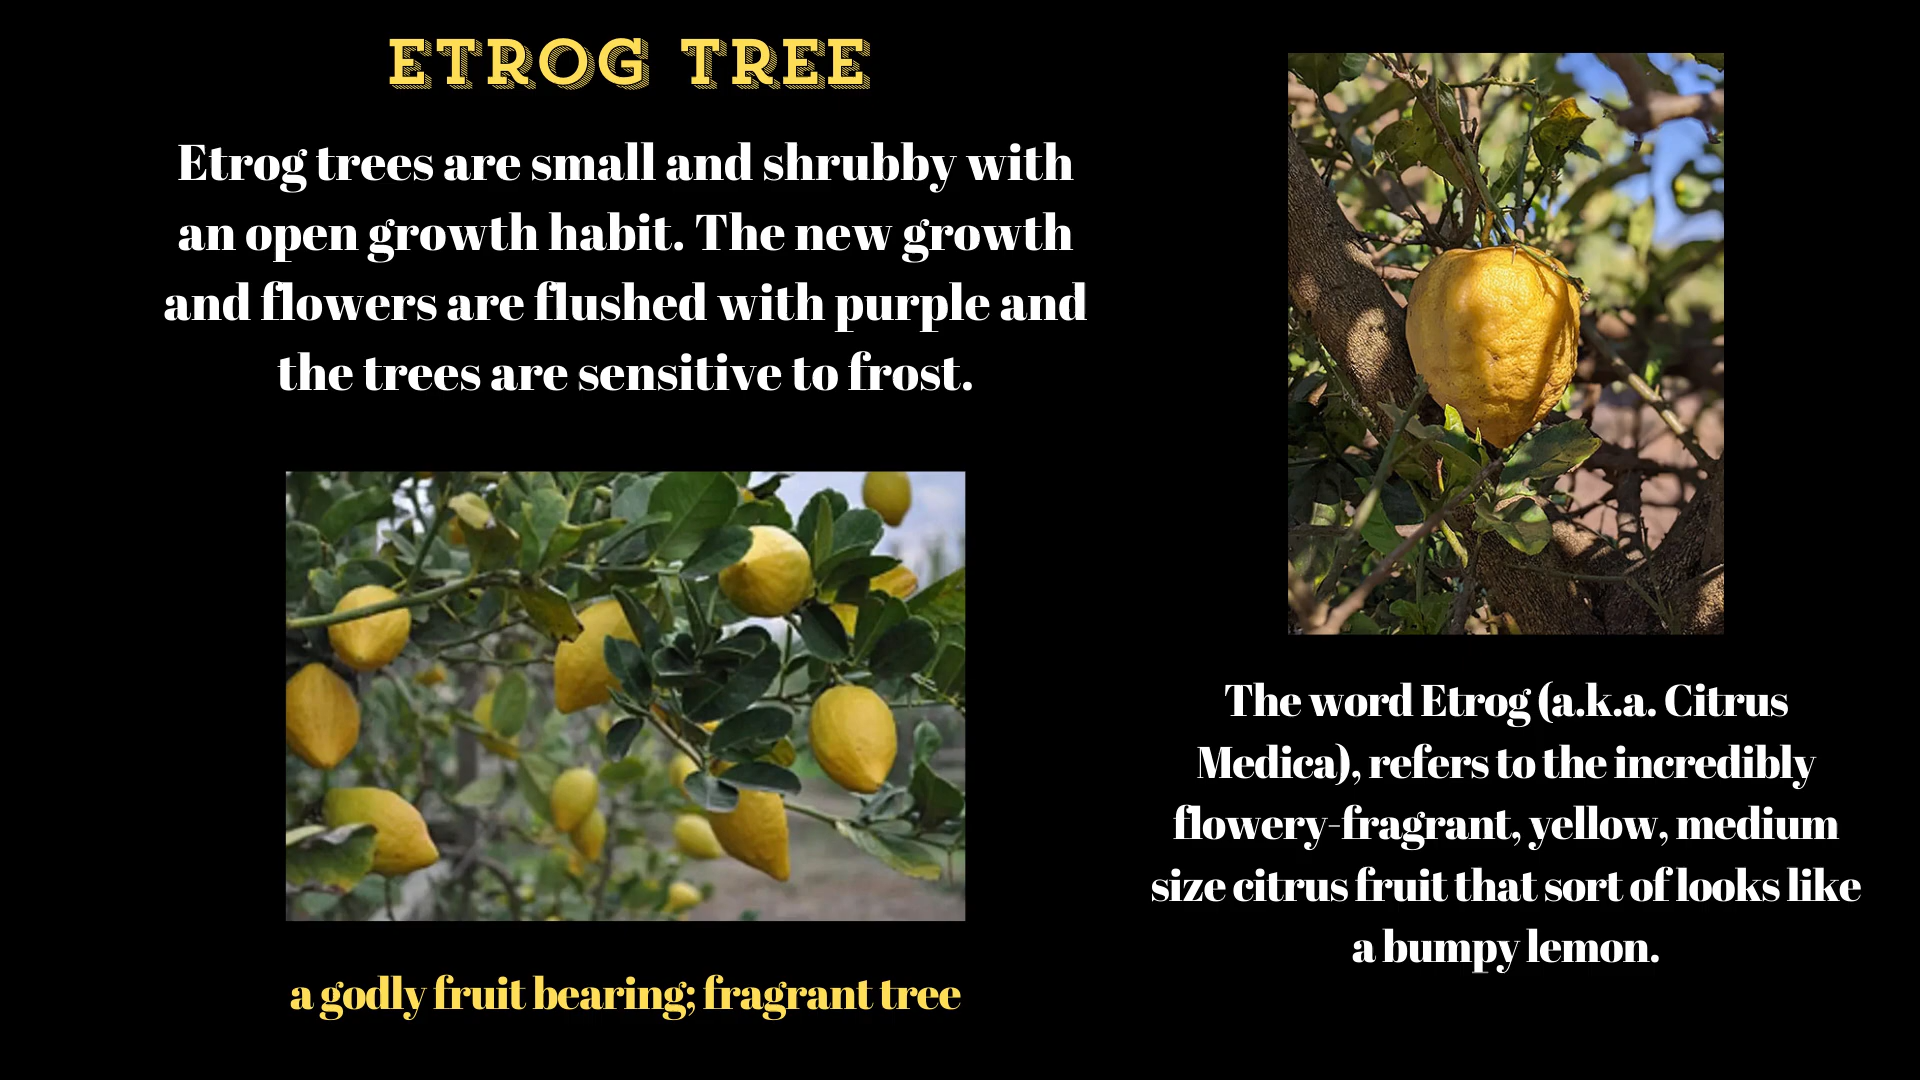 ETROG TREE
Etrog trees are small and shrubby with
an open growth habit. The new growth
and flowers are flushed with purple and
the trees are sensitive to frost.
a godly fruit bearing; fragrant tree
The word Etrog (a.k.a. Citrus
Medica), refers to the incredibly
flowery-fragrant, yellow, medium
size citrus fruit that sort of looks like
a bumpy lemon.